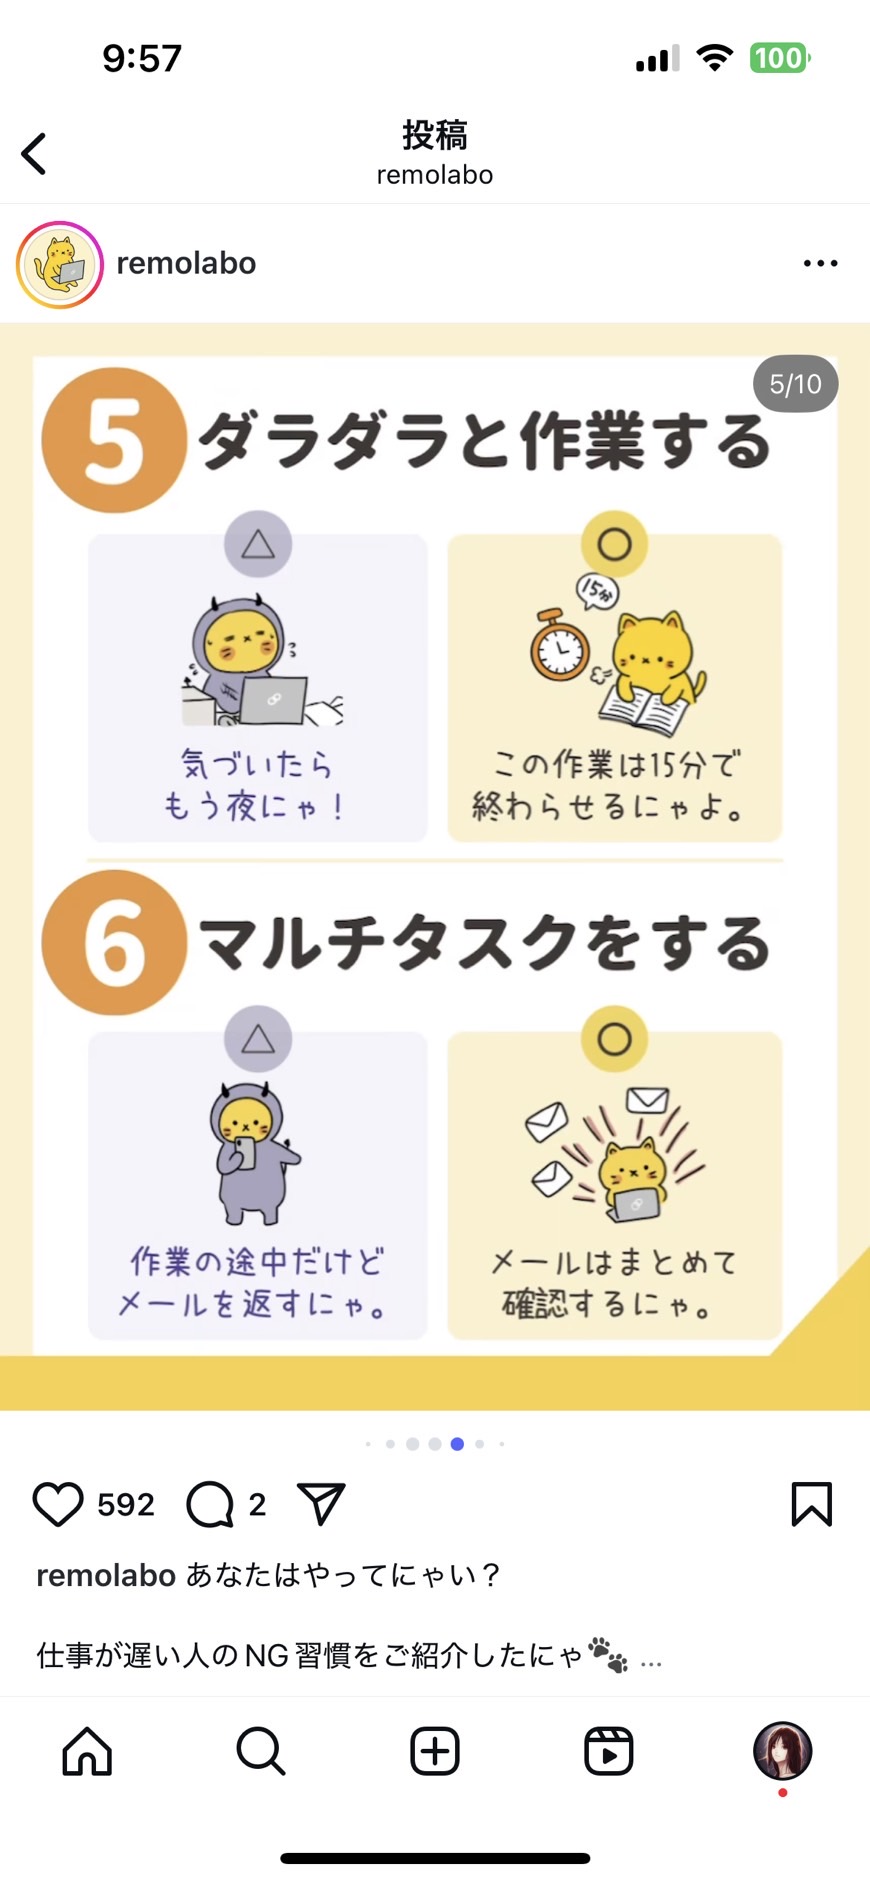 9:57
100
投稿
remolabo
remolabo
5/10
5 ダラダラと作業する
△
○
15分
気づいたら
もう夜にゃ！
この作業は15分で
終わらせるにゃよ。
6 マルチタスクをする
△
○
作業の途中だけど
メールを返すにゃ。
メールはまとめて
確認するにゃ。
592 2
remolabo あなたはやってにゃい？
仕事が遅い人のNG習慣をご紹介したにゃ🐾 ...